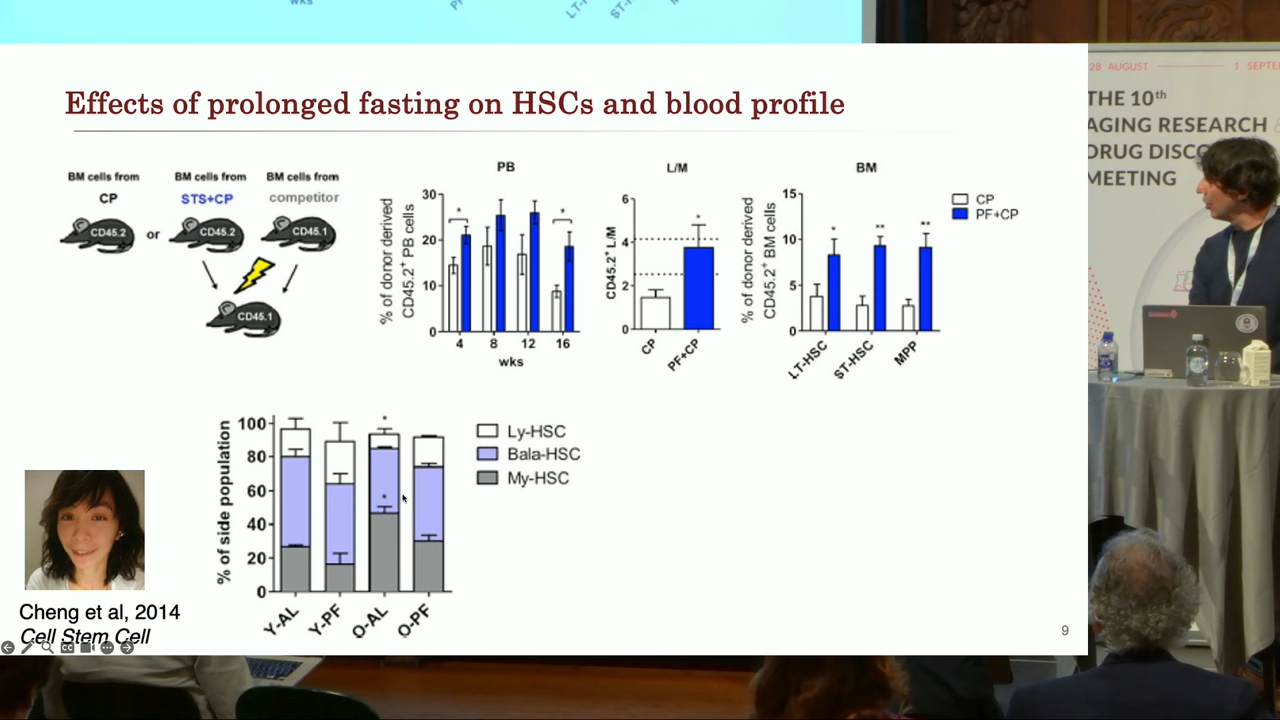 wks
Effects of prolonged fasting on HSCs and blood profile
BM cells from
CP
BM cells from
STS+CP
BM cells from
competitor
CD45.2
or
CD45.2
CD45.1
CD45.1
PB
% of donor derived
CD45.2+ PB cells
30
20
10
0
*
*
4 8 12 16
wks
L/M
CD45.2+ L/M
6
4
2
0
*
CP
PF+CP
BM
% of donor derived
CD45.2+ BM cells
15
10
5
0
*
**
**
LT-HSC
ST-HSC
MPP
CP
PF+CP
% of side population
100
80
60
40
20
0
*
*
Y-AL
Y-PF
O-AL
O-PF
Ly-HSC
Bala-HSC
My-HSC
Cheng et al, 2014
Cell Stem Cell
9
28 AUGUST
1 SEPTE
THE 10th
AGING RESEARCH
DRUG DISC
MEETING